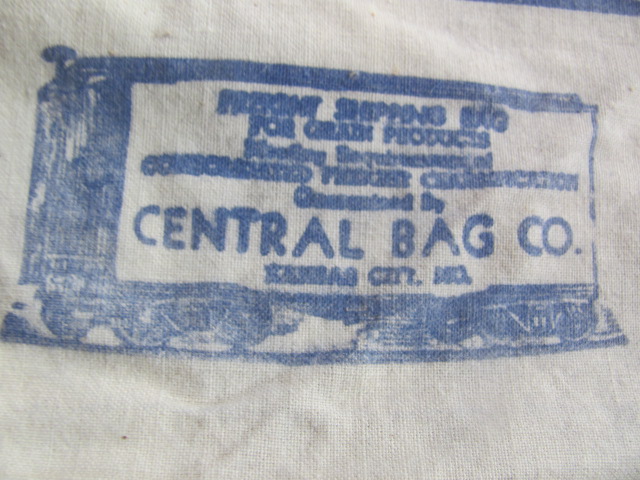 FREIGHT SHIPPING BAG
FOR GRAIN PRODUCTS
Meeting Requirements of
CONSOLIDATED FREIGHT CLASSIFICATION
Guaranteed by
CENTRAL BAG CO.
KANSAS CITY, MO.